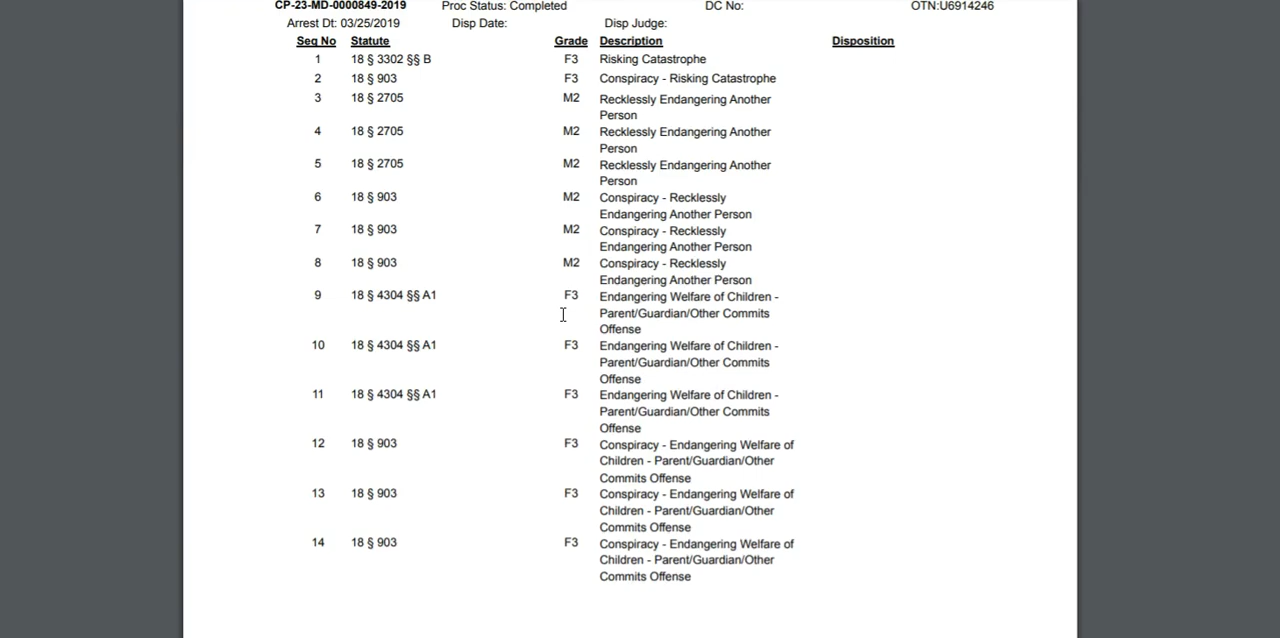 CP-23-MD-0000849-2019 Proc Status: Completed DC No: OTN:U6914246
Arrest Dt: 03/25/2019 Disp Date: Disp Judge:
Seq No Statute Grade Description Disposition
1 18 § 3302 §§ B F3 Risking Catastrophe
2 18 § 903 F3 Conspiracy - Risking Catastrophe
3 18 § 2705 M2 Recklessly Endangering Another
Person
4 18 § 2705 M2 Recklessly Endangering Another
Person
5 18 § 2705 M2 Recklessly Endangering Another
Person
6 18 § 903 M2 Conspiracy - Recklessly
Endangering Another Person
7 18 § 903 M2 Conspiracy - Recklessly
Endangering Another Person
8 18 § 903 M2 Conspiracy - Recklessly
Endangering Another Person
9 18 § 4304 §§ A1 F3 Endangering Welfare of Children -
Parent/Guardian/Other Commits
Offense
10 18 § 4304 §§ A1 F3 Endangering Welfare of Children -
Parent/Guardian/Other Commits
Offense
11 18 § 4304 §§ A1 F3 Endangering Welfare of Children -
Parent/Guardian/Other Commits
Offense
12 18 § 903 F3 Conspiracy - Endangering Welfare of
Children - Parent/Guardian/Other
Commits Offense
13 18 § 903 F3 Conspiracy - Endangering Welfare of
Children - Parent/Guardian/Other
Commits Offense
14 18 § 903 F3 Conspiracy - Endangering Welfare of
Children - Parent/Guardian/Other
Commits Offense